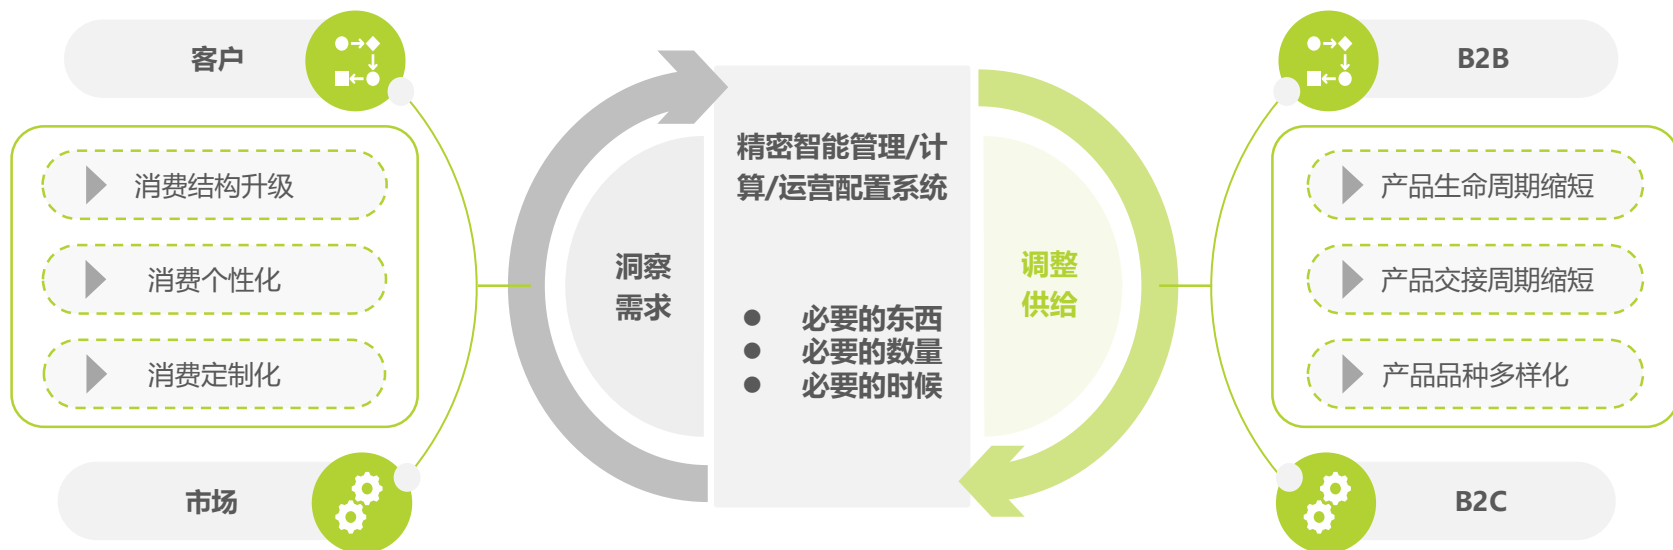 客户
消费结构升级
消费个性化
消费定制化
市场
洞察
需求
精密智能管理/计
算/运营配置系统
● 必要的东西
● 必要的数量
● 必要的时候
调整
供给
B2B
产品生命周期缩短
产品交接周期缩短
产品品种多样化
B2C